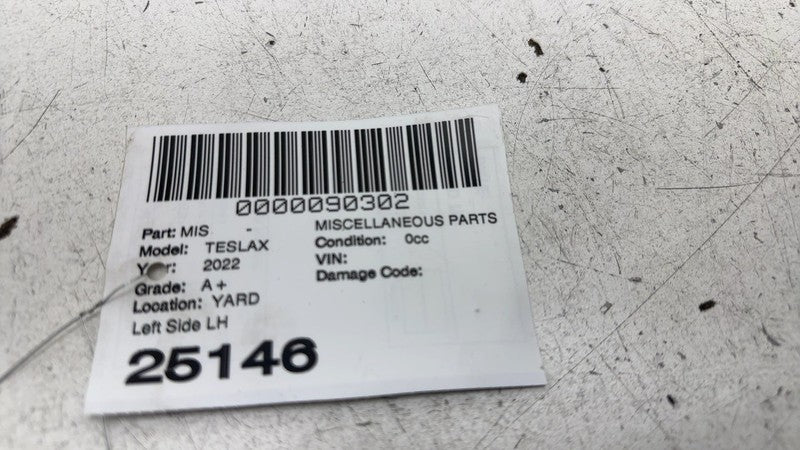 0000090302
Part: MIS - MISCELLANEOUS PARTS
Model: TESLAX Condition: 0cc
Year: 2022 VIN:
Grade: A+ Damage Code:
Location: YARD
Left Side LH
25146